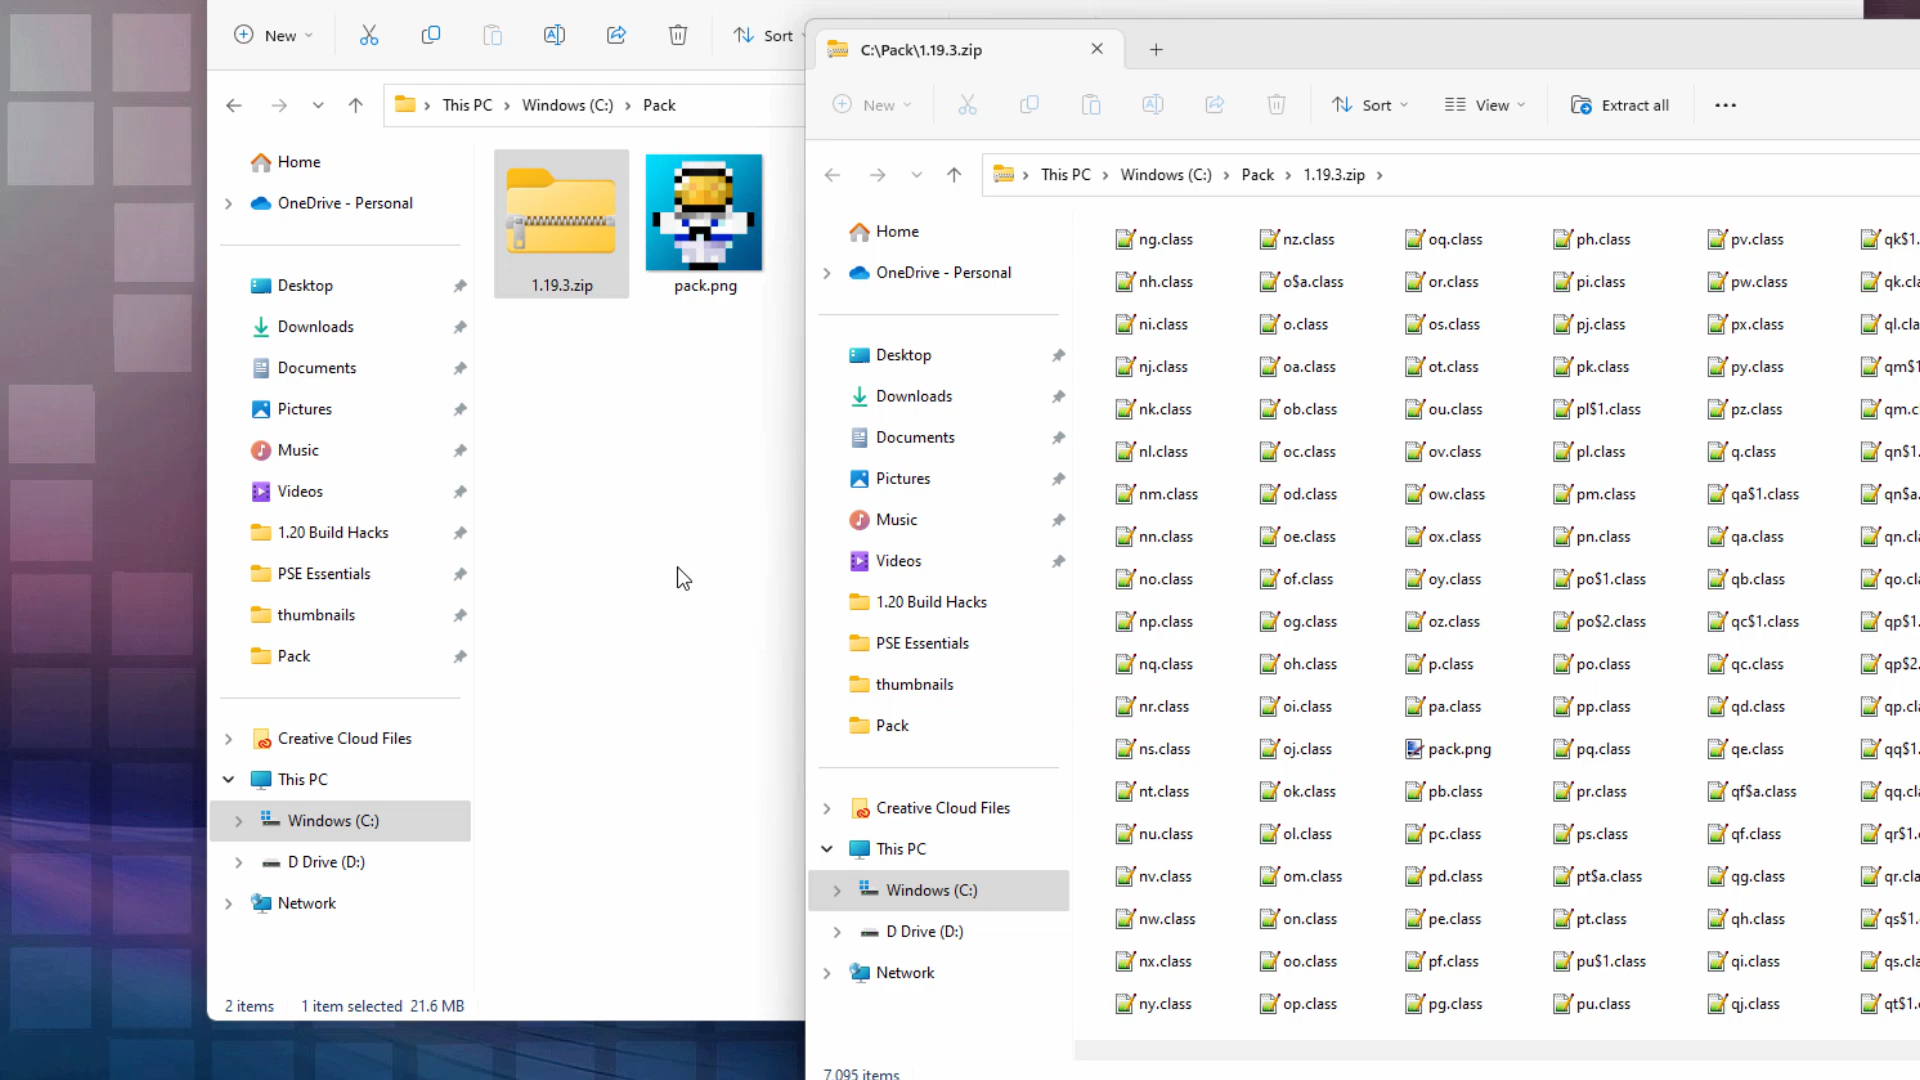 New
Sort
This PC
Windows (C:)
Pack
Home
OneDrive - Personal
Desktop
Downloads
Documents
Pictures
Music
Videos
1.20 Build Hacks
PSE Essentials
thumbnails
Pack
Creative Cloud Files
This PC
Windows (C:)
D Drive (D:)
Network
1.19.3.zip
pack.png
2 items
1 item selected 21.6 MB
C:\Pack\1.19.3.zip
New
Sort
View
Extract all
This PC
Windows (C:)
Pack
1.19.3.zip
Home
OneDrive - Personal
Desktop
Downloads
Documents
Pictures
Music
Videos
1.20 Build Hacks
PSE Essentials
thumbnails
Pack
Creative Cloud Files
This PC
Windows (C:)
D Drive (D:)
Network
ng.class
nh.class
ni.class
nj.class
nk.class
nl.class
nm.class
nn.class
no.class
np.class
nq.class
nr.class
ns.class
nt.class
nu.class
nv.class
nw.class
nx.class
ny.class
nz.class
o$a.class
o.class
oa.class
ob.class
oc.class
od.class
oe.class
of.class
og.class
oh.class
oi.class
oj.class
ok.class
ol.class
om.class
on.class
oo.class
op.class
oq.class
or.class
os.class
ot.class
ou.class
ov.class
ow.class
ox.class
oy.class
oz.class
p.class
pa.class
pack.png
pb.class
pc.class
pd.class
pe.class
pf.class
pg.class
ph.class
pi.class
pj.class
pk.class
pl$1.class
pl.class
pm.class
pn.class
po$1.class
po$2.class
po.class
pp.class
pq.class
pr.class
ps.class
pt$a.class
pt.class
pu$1.class
pu.class
pv.class
pw.class
px.class
py.class
pz.class
q.class
qa$1.class
qa.class
qb.class
qc$1.class
qc.class
qd.class
qe.class
qf$a.class
qf.class
qg.class
qh.class
qi.class
qj.class
qk$1.
qk.cla
ql.cla
qm$1
qm.c
qn$1.
qn$a.
qn.cl
qo.cl
qp$1.
qp$2.
qp.cla
qq$1.
qq.cla
qr$1.
qr.cla
qs$1.
qs.cla
qt$1.
7,095 items